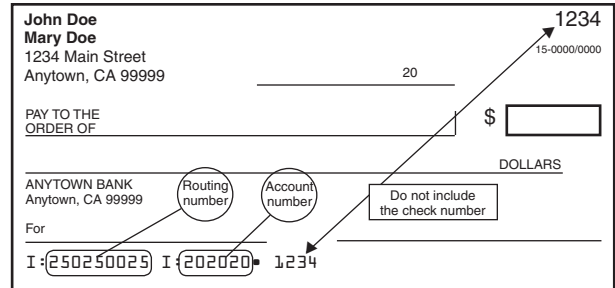 John Doe
Mary Doe
1234 Main Street
Anytown, CA 99999
1234
15-0000/0000
20
PAY TO THE
ORDER OF
$
DOLLARS
ANYTOWN BANK
Anytown, CA 99999
Routing
number
Account
number
Do not include
the check number
For
I:250250025 I:202020 1234